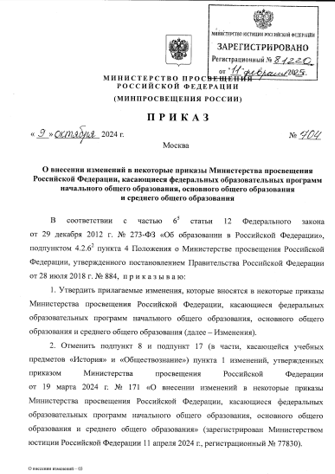 МИНИСТЕРСТВО ЮСТИЦИИ РОССИЙСКОЙ ФЕДЕРАЦИИ
ЗАРЕГИСТРИРОВАНО
Регистрационный № 81220
от "11" февраля 2025.
МИНИСТЕРСТВО ПРОСВЕЩЕНИЯ
РОССИЙСКОЙ ФЕДЕРАЦИИ
(МИНПРОСВЕЩЕНИЯ РОССИИ)
ПРИКАЗ
« 9 » октября 2024 г.
№ 704
Москва
О внесении изменений в некоторые приказы Министерства просвещения
Российской Федерации, касающиеся федеральных образовательных программ
начального общего образования, основного общего образования
и среднего общего образования
В соответствии с частью 6⁵ статьи 12 Федерального закона
от 29 декабря 2012 г. № 273-ФЗ «Об образовании в Российской Федерации»,
подпунктом 4.2.6² пункта 4 Положения о Министерстве просвещения Российской
Федерации, утвержденного постановлением Правительства Российской Федерации
от 28 июля 2018 г. № 884, приказываю:
1. Утвердить прилагаемые изменения, которые вносятся в некоторые приказы
Министерства просвещения Российской Федерации, касающиеся федеральных
образовательных программ начального общего образования, основного общего
образования и среднего общего образования (далее – Изменения).
2. Отменить подпункт 8 и подпункт 17 (в части, касающейся учебных
предметов «История» и «Обществознание») пункта 1 изменений, утвержденных
приказом Министерства просвещения Российской Федерации
от 19 марта 2024 г. № 171 «О внесении изменений в некоторые приказы
Министерства просвещения Российской Федерации, касающиеся федеральных
образовательных программ начального общего образования, основного общего
образования и среднего общего образования» (зарегистрирован Министерством
юстиции Российской Федерации 11 апреля 2024 г., регистрационный № 77830).
О внесении изменений - 03